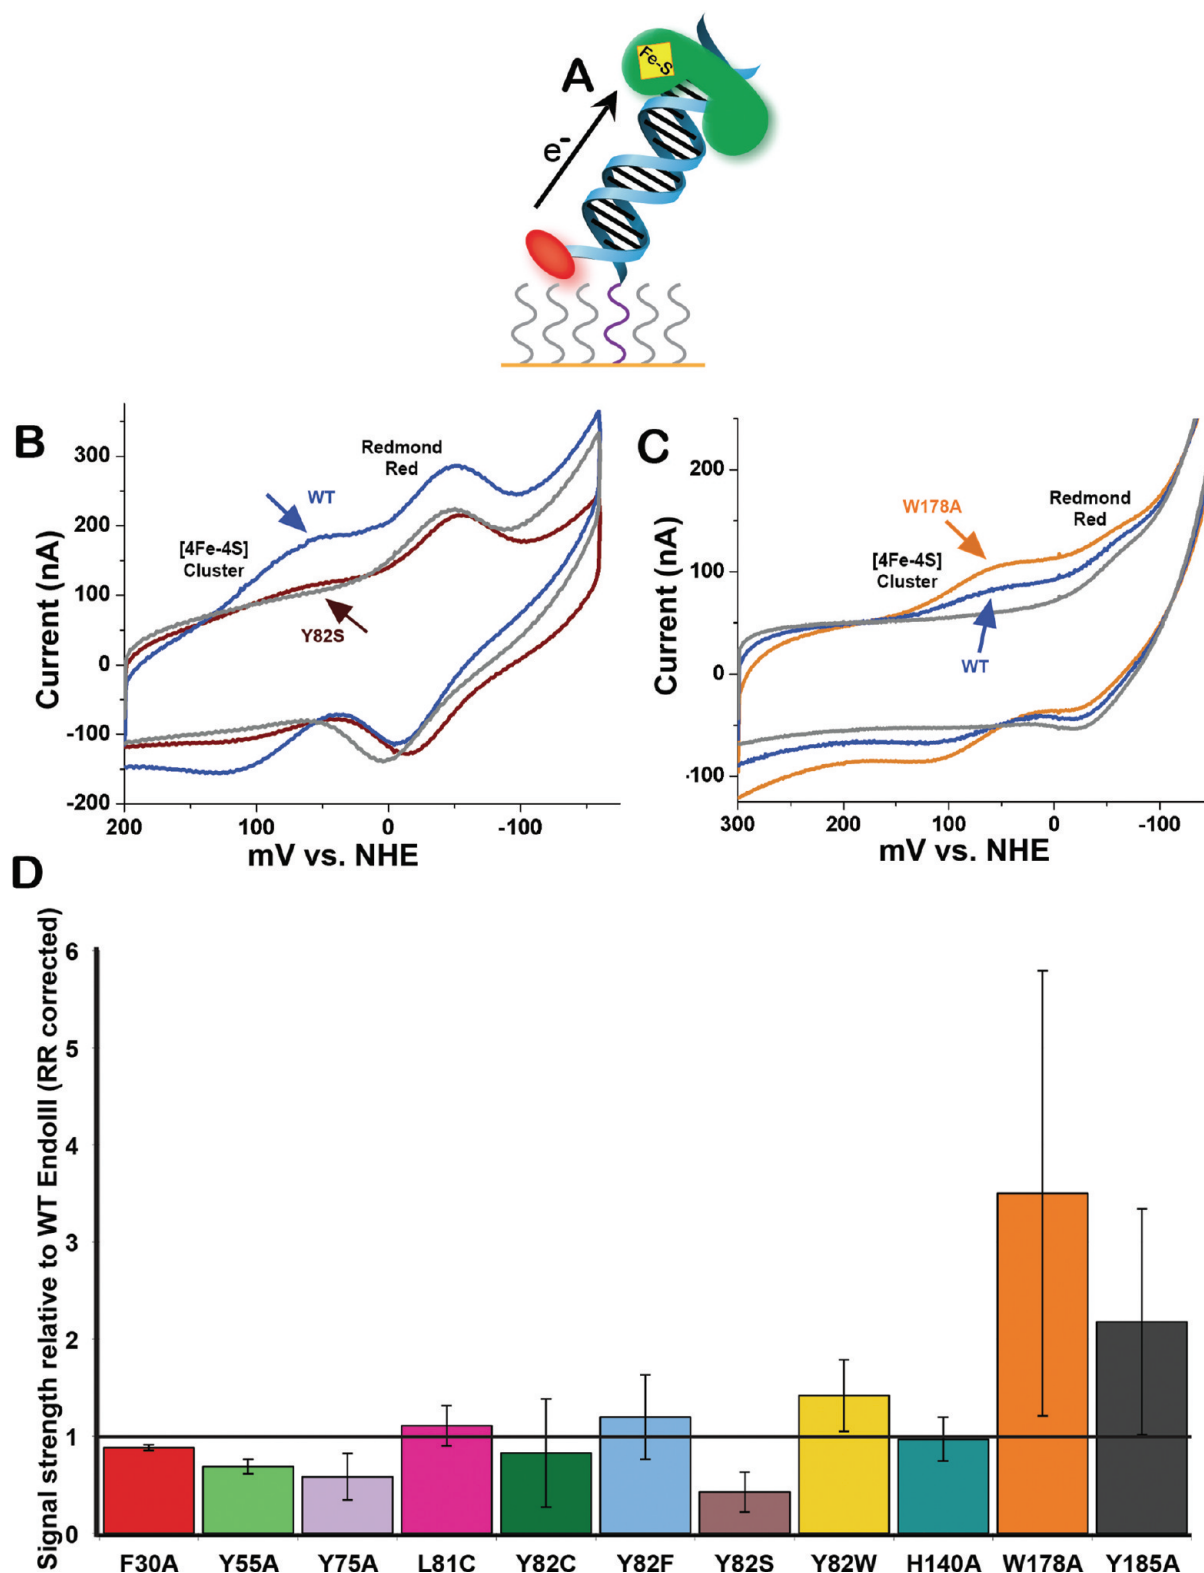 A
Fe-S
e-
B
300
200
100
0
-100
-200
Current (nA)
Redmond
Red
WT
[4Fe-4S]
Cluster
Y82S
200
100
0
-100
mV vs. NHE
C
200
100
0
·100
Current (nA)
W178A
Redmond
Red
[4Fe-4S]
Cluster
WT
300
200
100
0
-100
mV vs. NHE
D
Signal strength relative to WT EndoIII (RR corrected)
6
5
4
3
2
1
0
F30A Y55A Y75A L81C Y82C Y82F Y82S Y82W H140A W178A Y185A